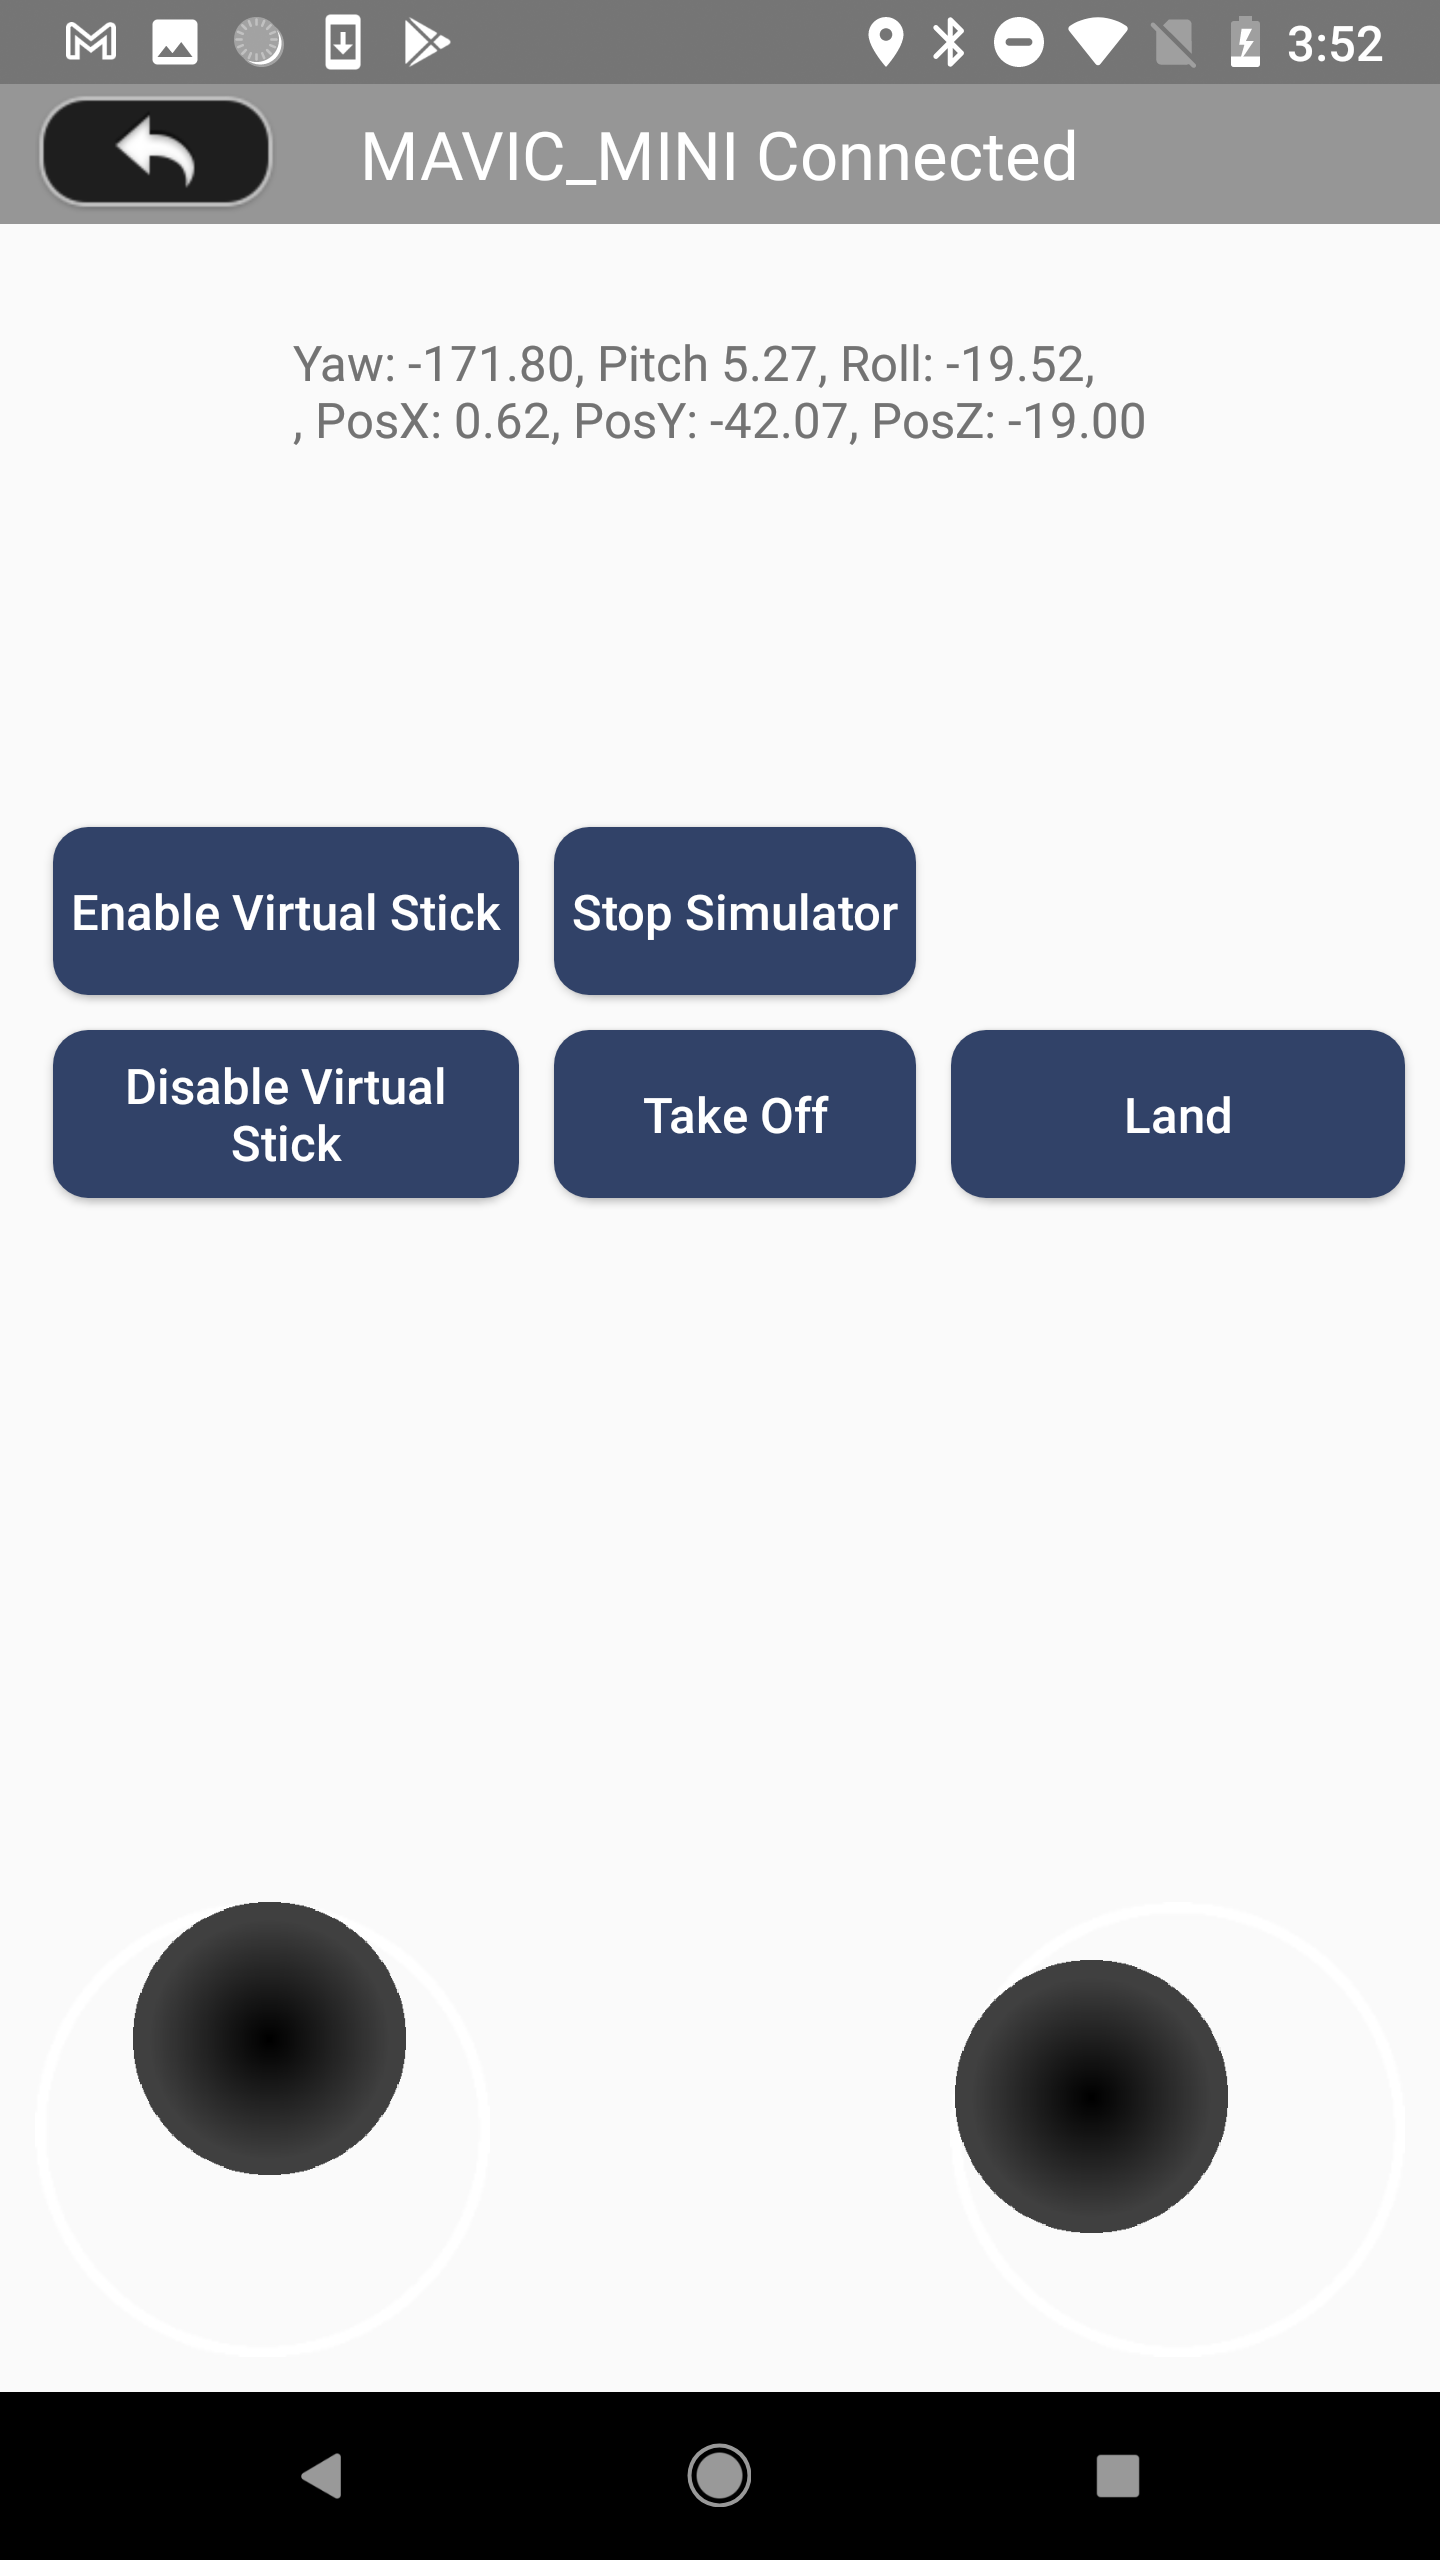 3:52
MAVIC_MINI Connected
Yaw: -171.80, Pitch 5.27, Roll: -19.52,
, PosX: 0.62, PosY: -42.07, PosZ: -19.00
Enable Virtual Stick
Stop Simulator
Disable Virtual
Stick
Take Off
Land